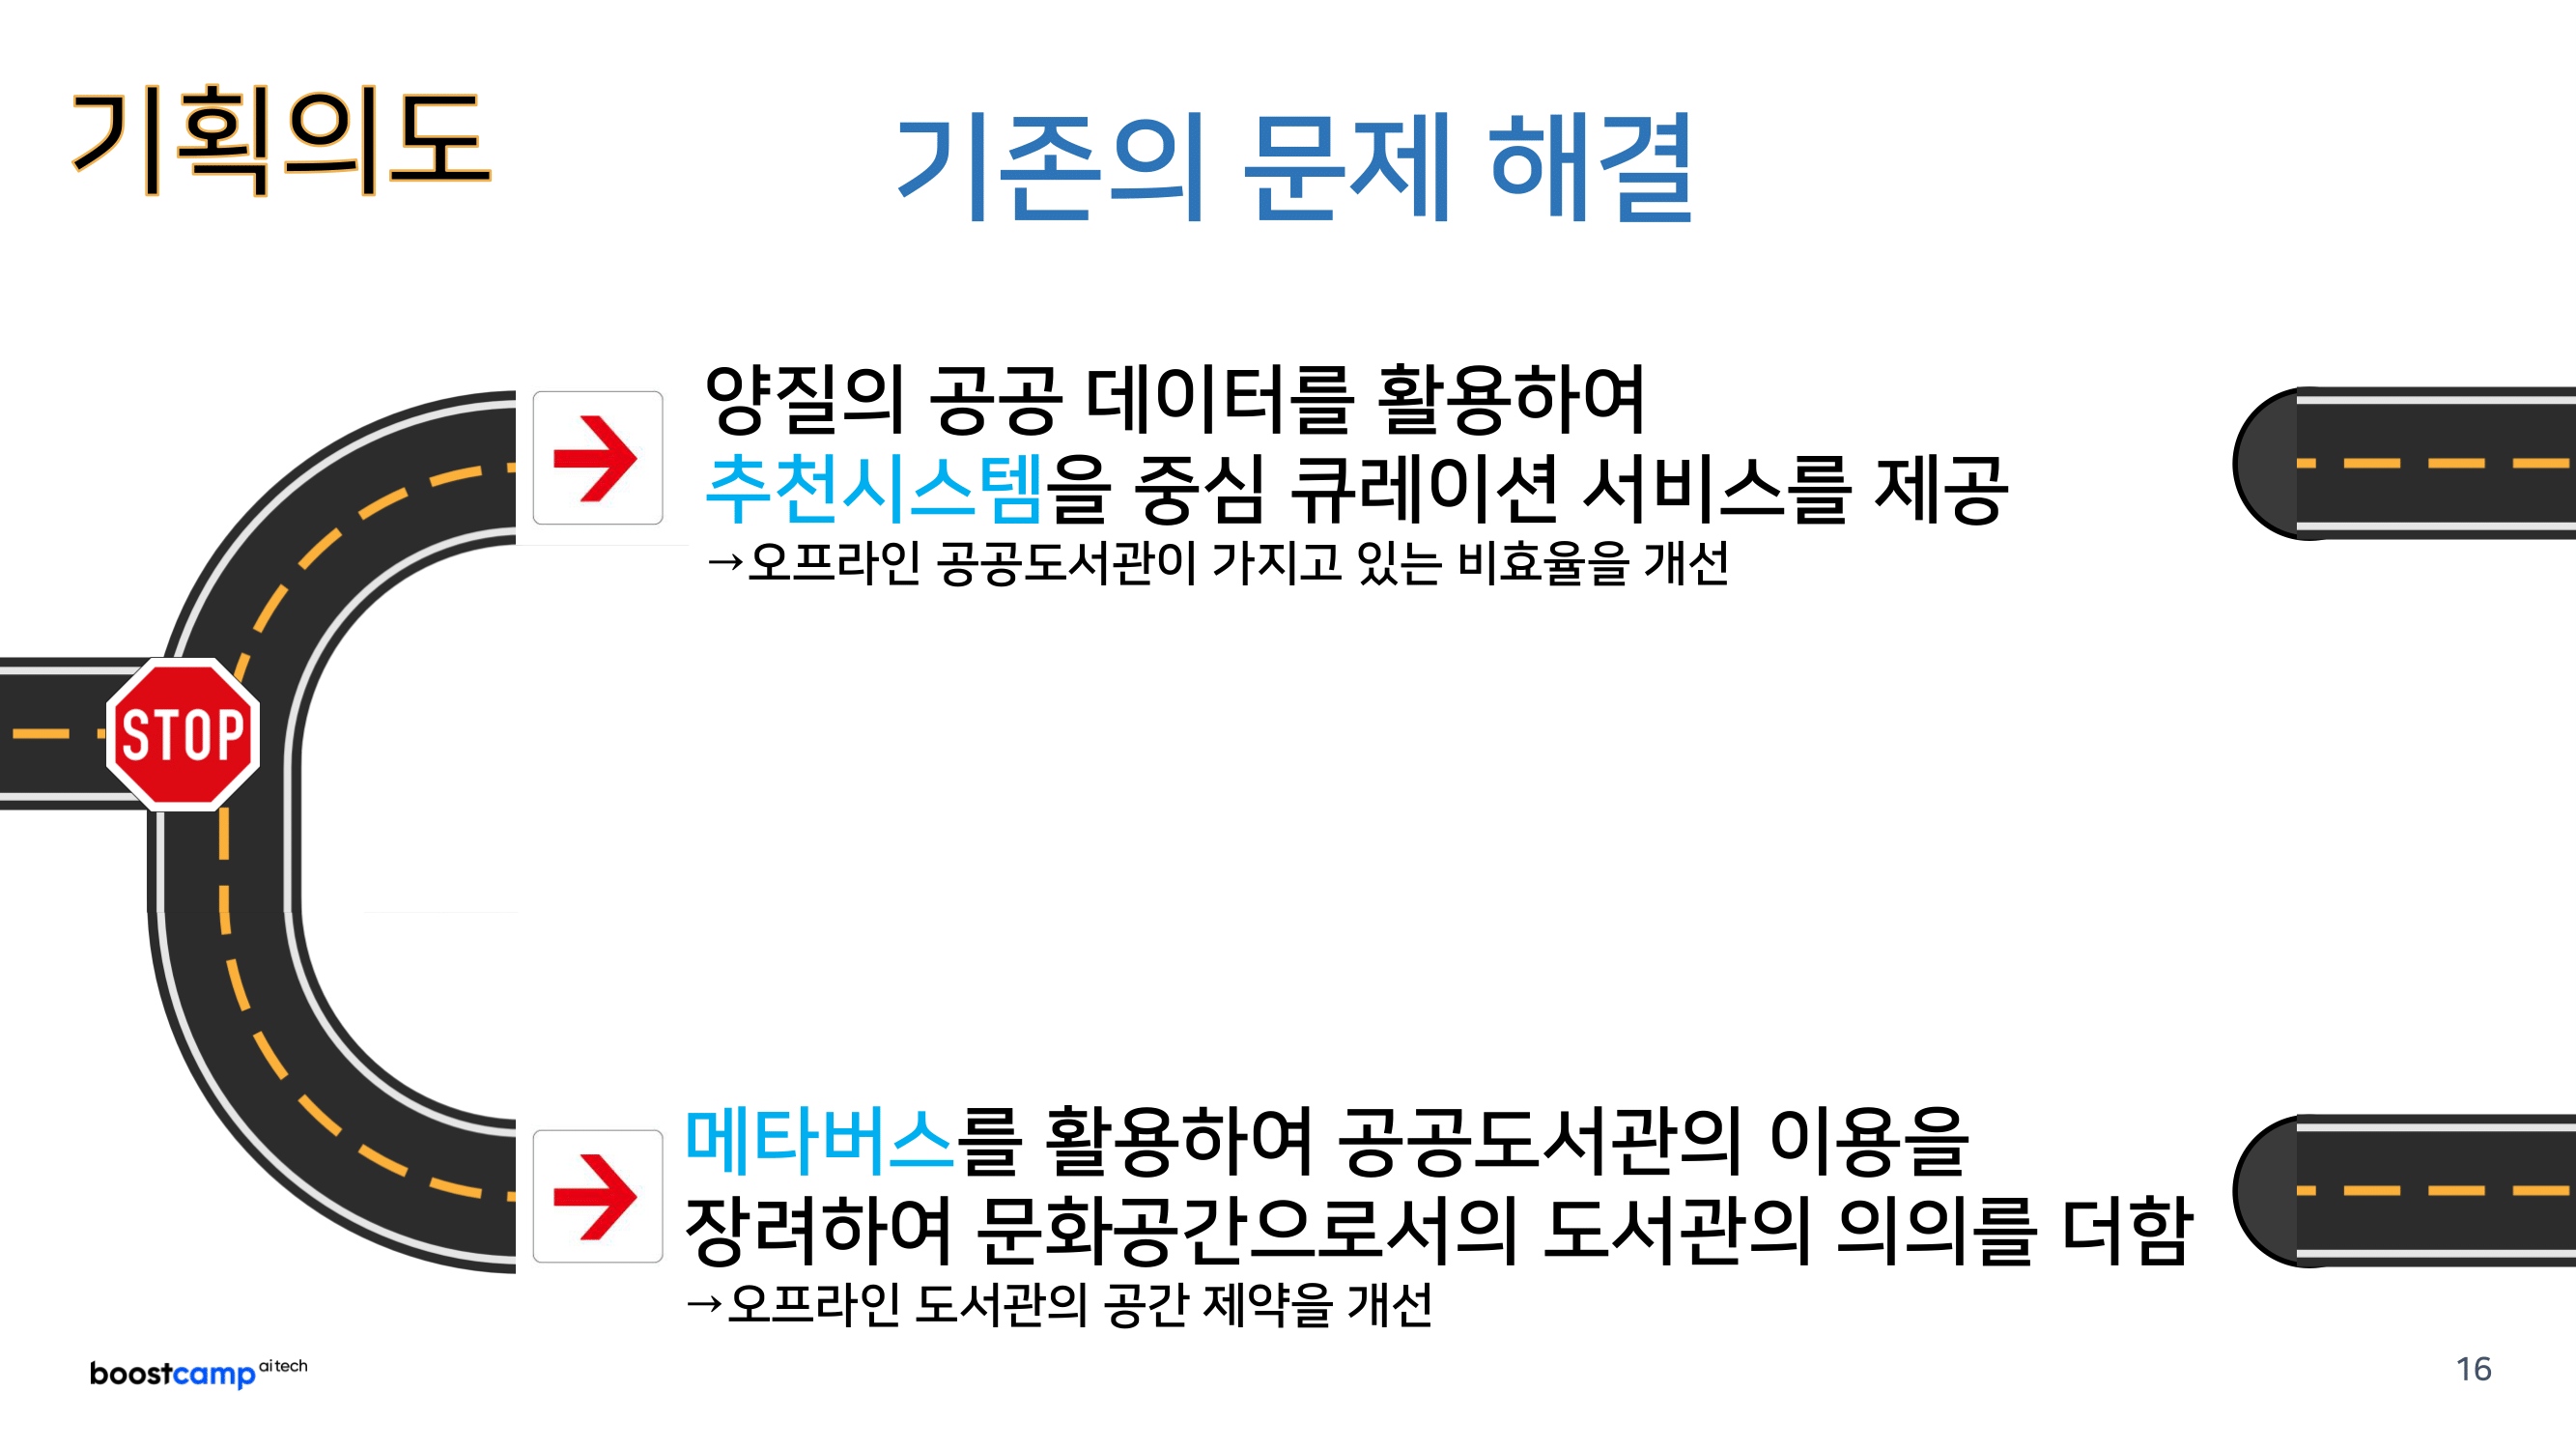 기획의도
기존의 문제 해결
양질의 공공 데이터를 활용하여
추천시스템을 중심 큐레이션 서비스를 제공
→오프라인 공공도서관이 가지고 있는 비효율을 개선
STOP
메타버스를 활용하여 공공도서관의 이용을
장려하여 문화공간으로서의 도서관의 의의를 더함
→오프라인 도서관의 공간 제약을 개선
boostcamp ai tech
16